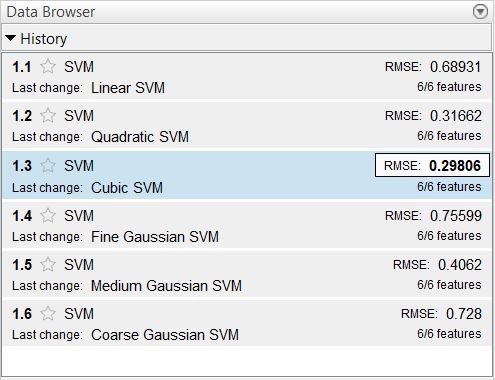 Data Browser
History
1.1 SVM RMSE: 0.68931
Last change: Linear SVM 6/6 features
1.2 SVM RMSE: 0.31662
Last change: Quadratic SVM 6/6 features
1.3 SVM RMSE: 0.29806
Last change: Cubic SVM 6/6 features
1.4 SVM RMSE: 0.75599
Last change: Fine Gaussian SVM 6/6 features
1.5 SVM RMSE: 0.4062
Last change: Medium Gaussian SVM 6/6 features
1.6 SVM RMSE: 0.728
Last change: Coarse Gaussian SVM 6/6 features